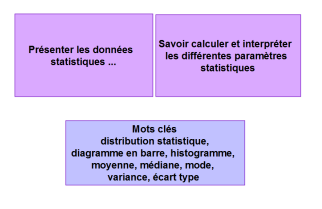 Présenter les données
statistiques ...
Savoir calculer et interpréter
les différentes paramètres
statistiques
Mots clés
distribution statistique,
diagramme en barre, histogramme,
moyenne, médiane, mode,
variance, écart type